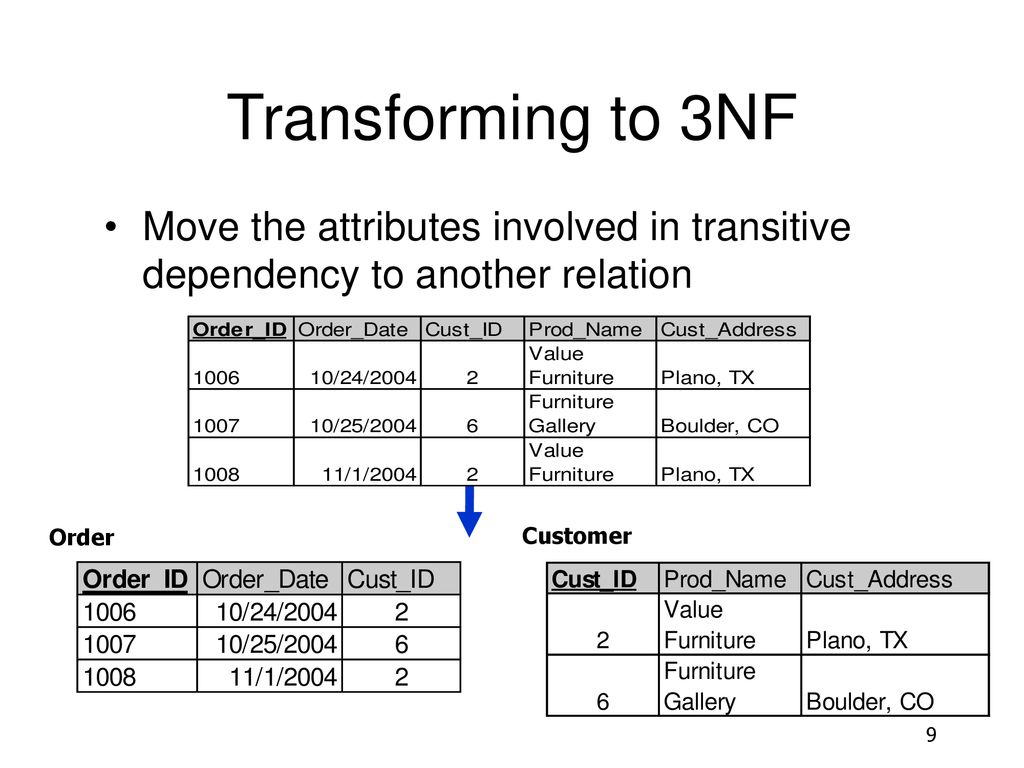 Transforming to 3NF
• Move the attributes involved in transitive
dependency to another relation
Order_ID Order_Date Cust_ID Prod_Name Cust_Address
1006 10/24/2004 2 Value Furniture Plano, TX
1007 10/25/2004 6 Furniture Gallery Boulder, CO
1008 11/1/2004 2 Value Furniture Plano, TX
Order
Order_ID Order_Date Cust_ID
1006 10/24/2004 2
1007 10/25/2004 6
1008 11/1/2004 2
Customer
Cust_ID Prod_Name Cust_Address
2 Value Furniture Plano, TX
6 Furniture Gallery Boulder, CO
9